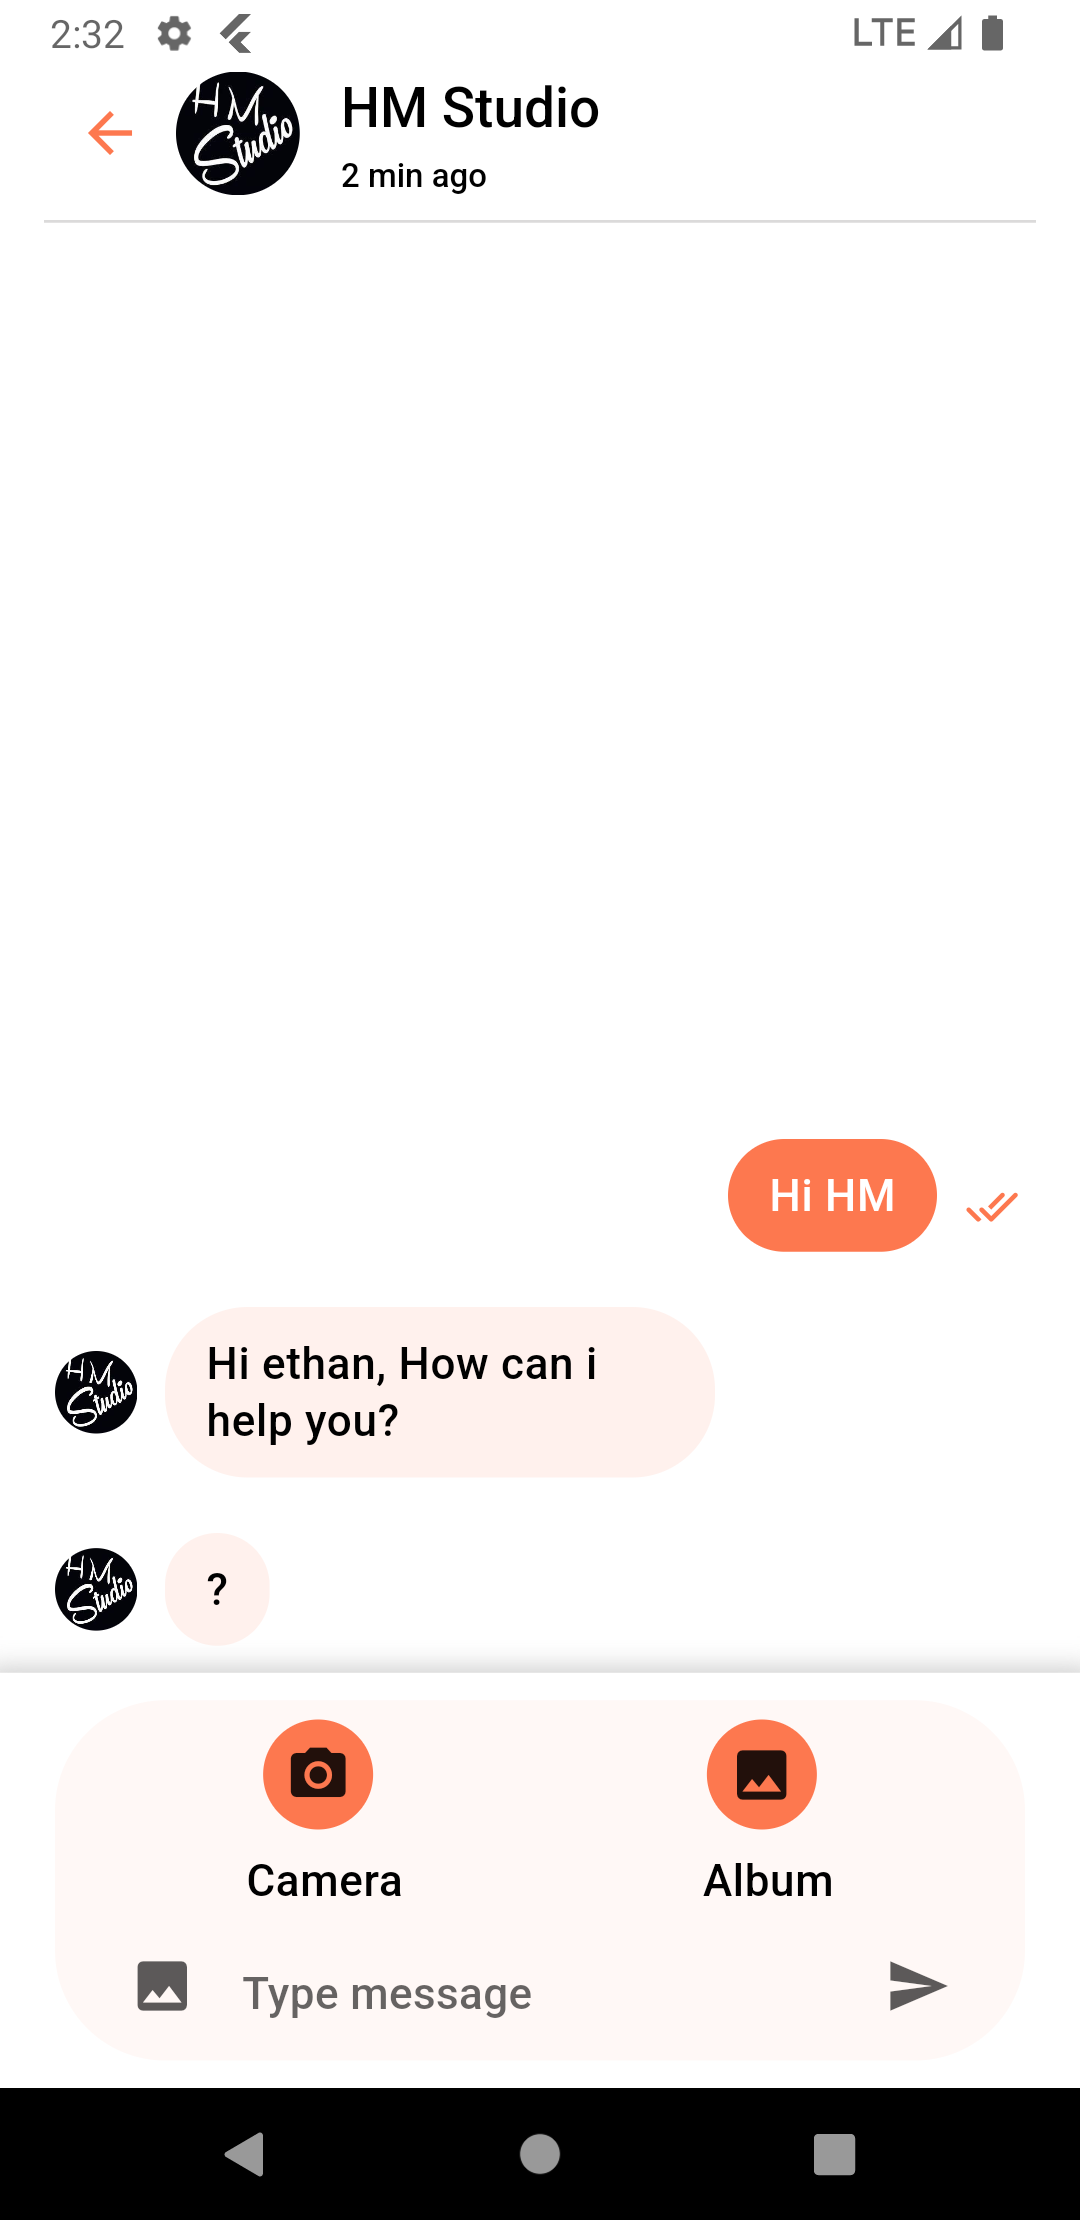 2:32 LTE
HM Studio
HM
Studio
2 min ago
Hi HM
Hi ethan, How can i
help you?
HM
Studio
?
HM
Studio
Camera Album
Type message